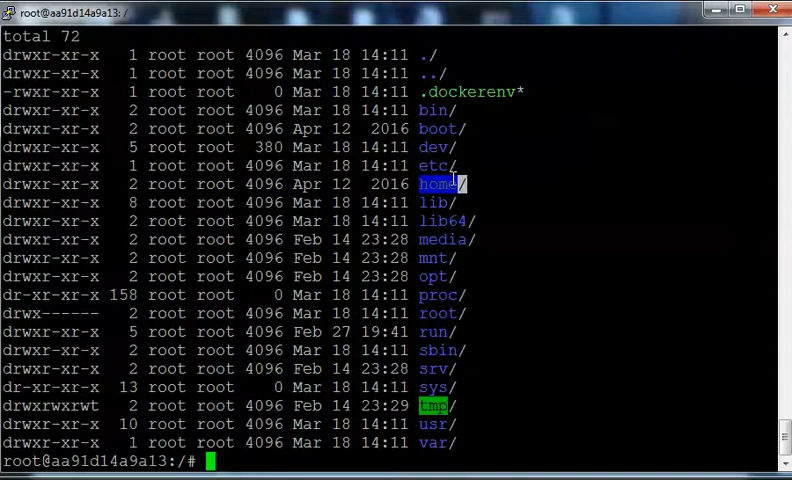 root@aa91d14a9a13: /
total 72
drwxr-xr-x   1 root root 4096 Mar 18 14:11 ./
drwxr-xr-x   1 root root 4096 Mar 18 14:11 ../
-rwxr-xr-x   1 root root    0 Mar 18 14:11 .dockerenv*
drwxr-xr-x   2 root root 4096 Mar 18 14:11 bin/
drwxr-xr-x   2 root root 4096 Apr 12  2016 boot/
drwxr-xr-x   5 root root  380 Mar 18 14:11 dev/
drwxr-xr-x   1 root root 4096 Mar 18 14:11 etc/
drwxr-xr-x   2 root root 4096 Apr 12  2016 home/
drwxr-xr-x   8 root root 4096 Mar 18 14:11 lib/
drwxr-xr-x   2 root root 4096 Mar 18 14:11 lib64/
drwxr-xr-x   2 root root 4096 Feb 14 23:28 media/
drwxr-xr-x   2 root root 4096 Feb 14 23:28 mnt/
drwxr-xr-x   2 root root 4096 Feb 14 23:28 opt/
dr-xr-xr-x 158 root root    0 Mar 18 14:11 proc/
drwx------   2 root root 4096 Mar 18 14:11 root/
drwxr-xr-x   5 root root 4096 Feb 27 19:41 run/
drwxr-xr-x   2 root root 4096 Mar 18 14:11 sbin/
drwxr-xr-x   2 root root 4096 Feb 14 23:28 srv/
dr-xr-xr-x  13 root root    0 Mar 18 14:11 sys/
drwxrwxrwt   2 root root 4096 Feb 14 23:29 tmp/
drwxr-xr-x  10 root root 4096 Mar 18 14:11 usr/
drwxr-xr-x   1 root root 4096 Mar 18 14:11 var/
root@aa91d14a9a13:/#